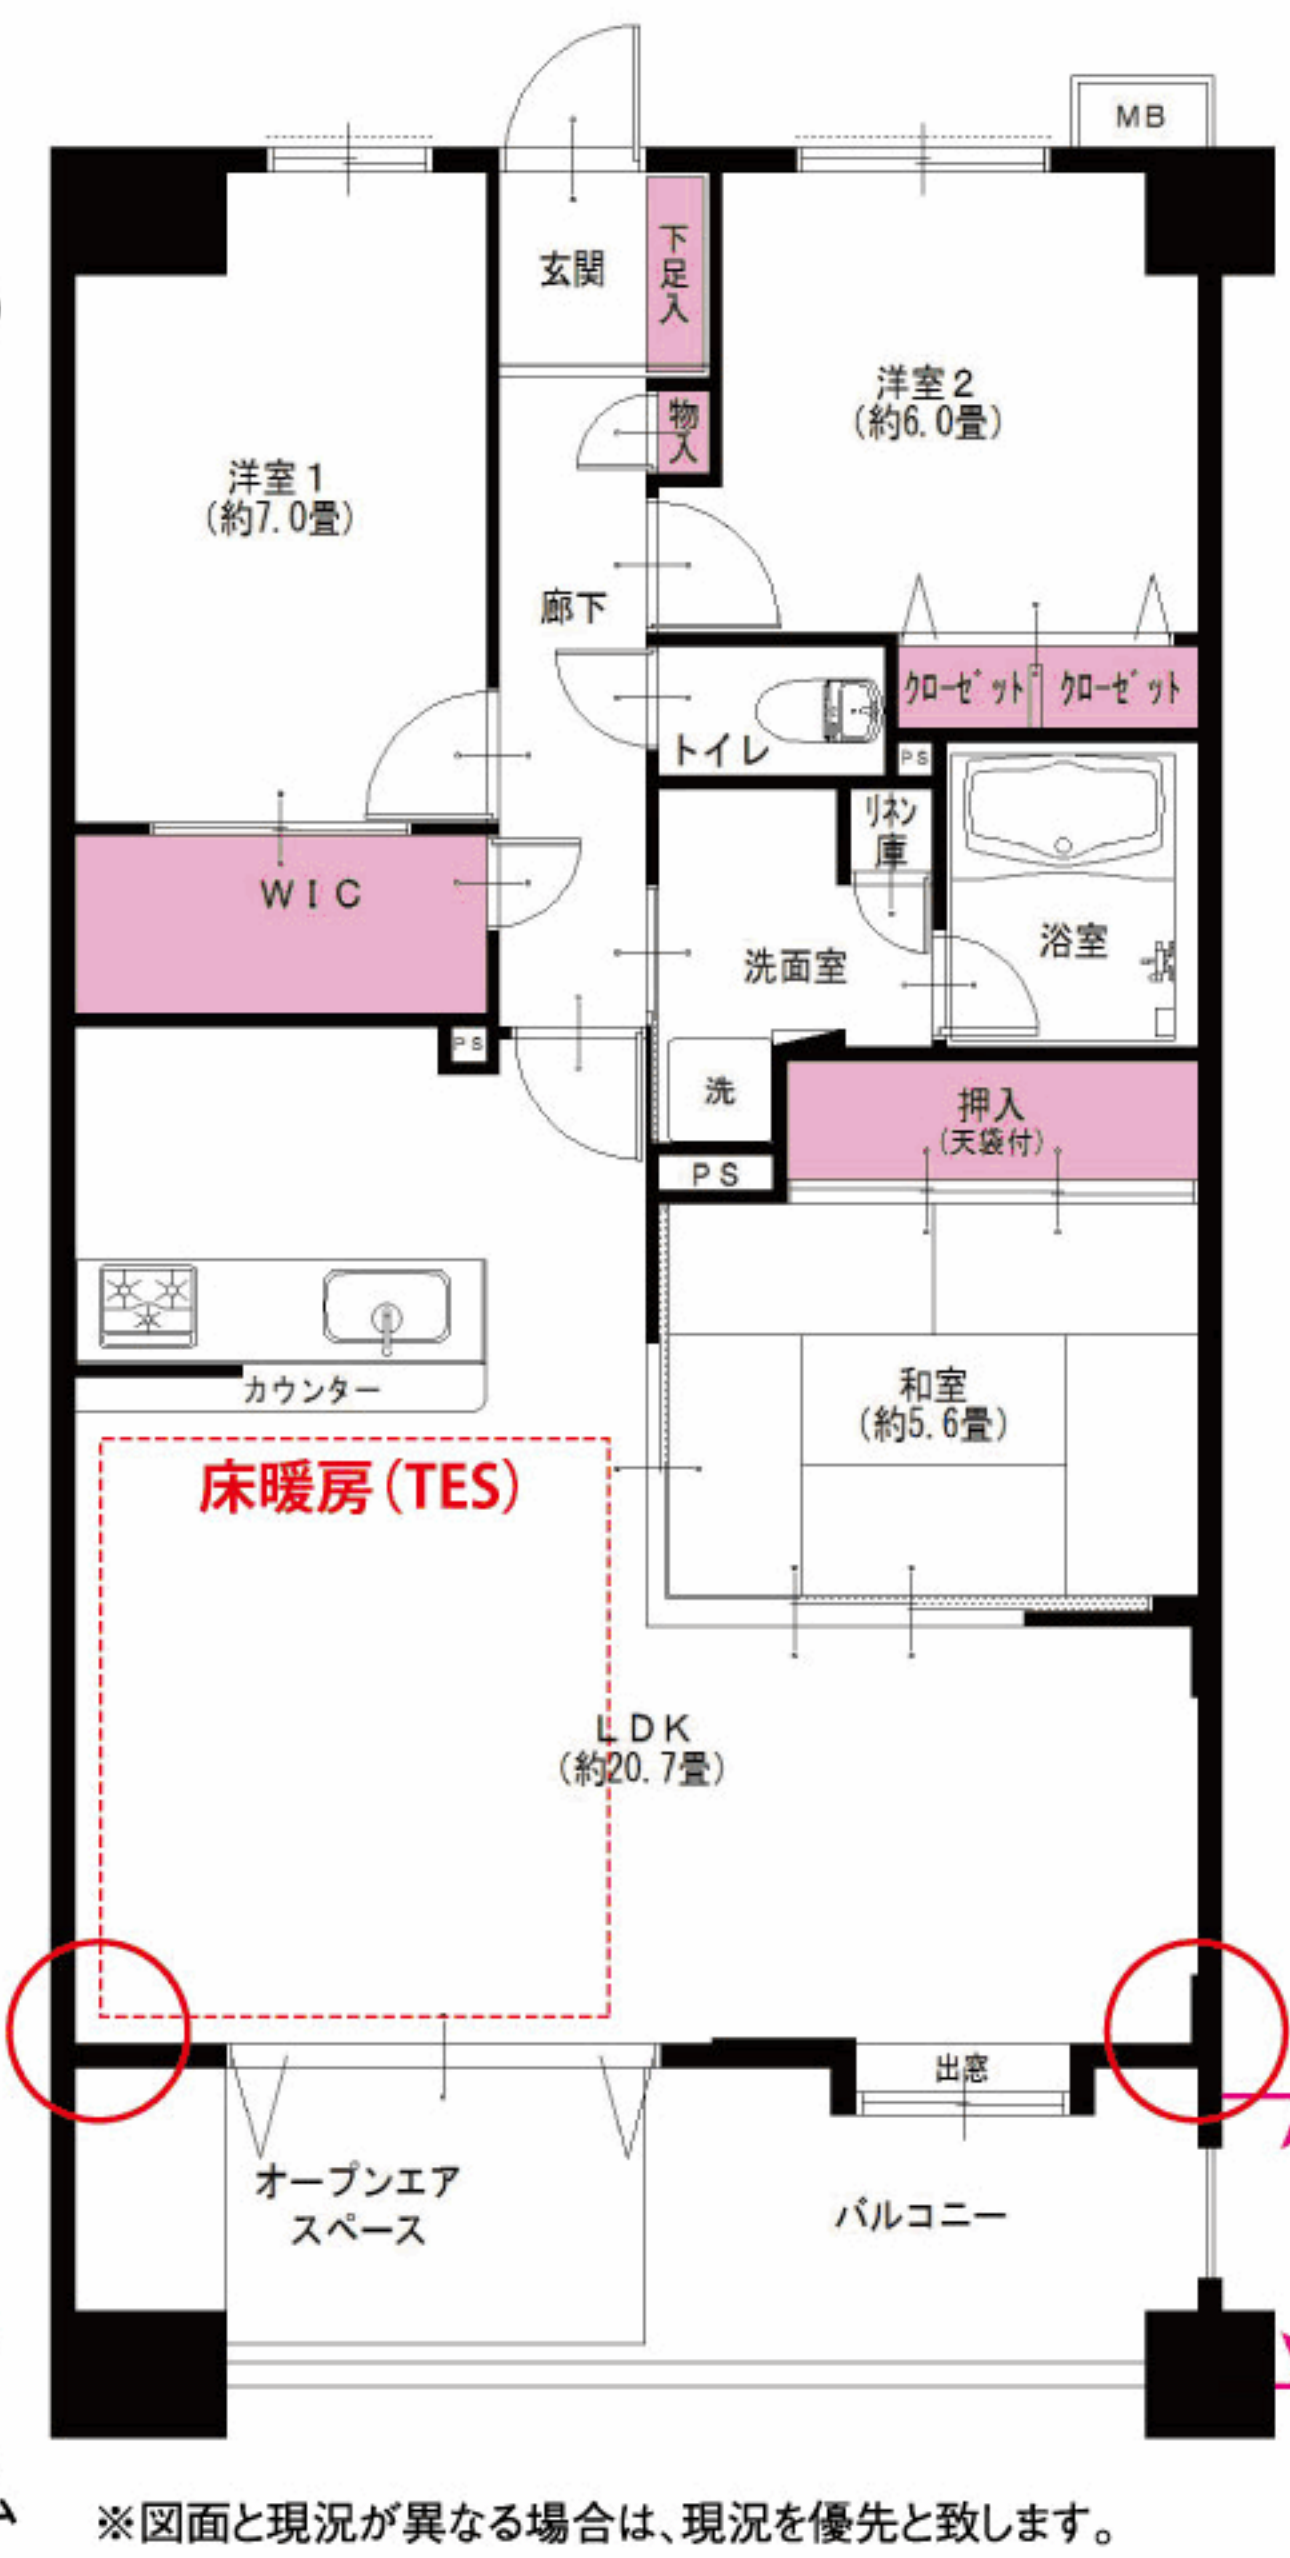 MB
玄関
下足入
物入
洋室2
(約6.0畳)
洋室1
(約7.0畳)
廊下
クローゼット
クローゼット
トイレ
PS
リネン
庫
WIC
洗面室
浴室
PS
洗
押入
(天袋付)
PS
カウンター
和室
(約5.6畳)
床暖房(TES)
LDK
(約20.7畳)
出窓
オープンエア
スペース
バルコニー
※図面と現況が異なる場合は、現況を優先と致します。